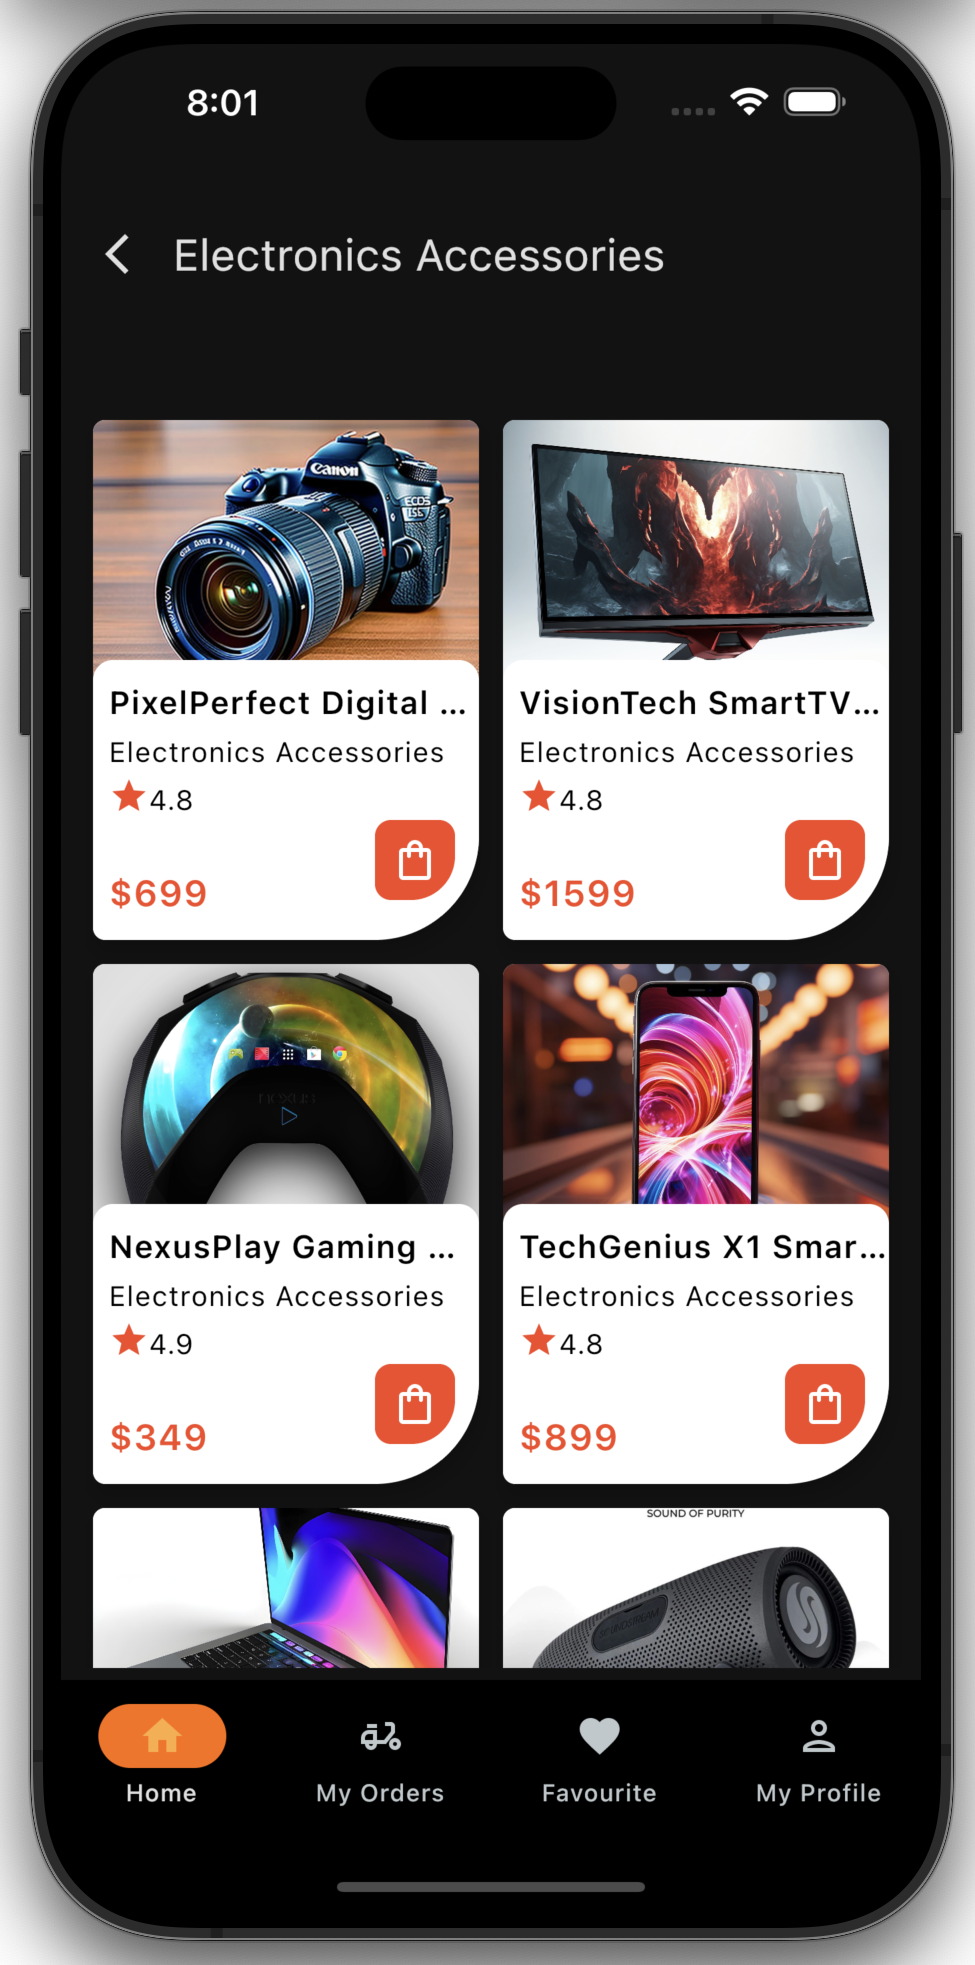 8:01
Electronics Accessories
Canon
PixelPerfect Digital ...
Electronics Accessories
4.8
$699
VisionTech SmartTV...
Electronics Accessories
4.8
$1599
NexusPlay Gaming ...
Electronics Accessories
4.9
$349
TechGenius X1 Smar...
Electronics Accessories
4.8
$899
SOUND OF PURITY
Home
My Orders
Favourite
My Profile